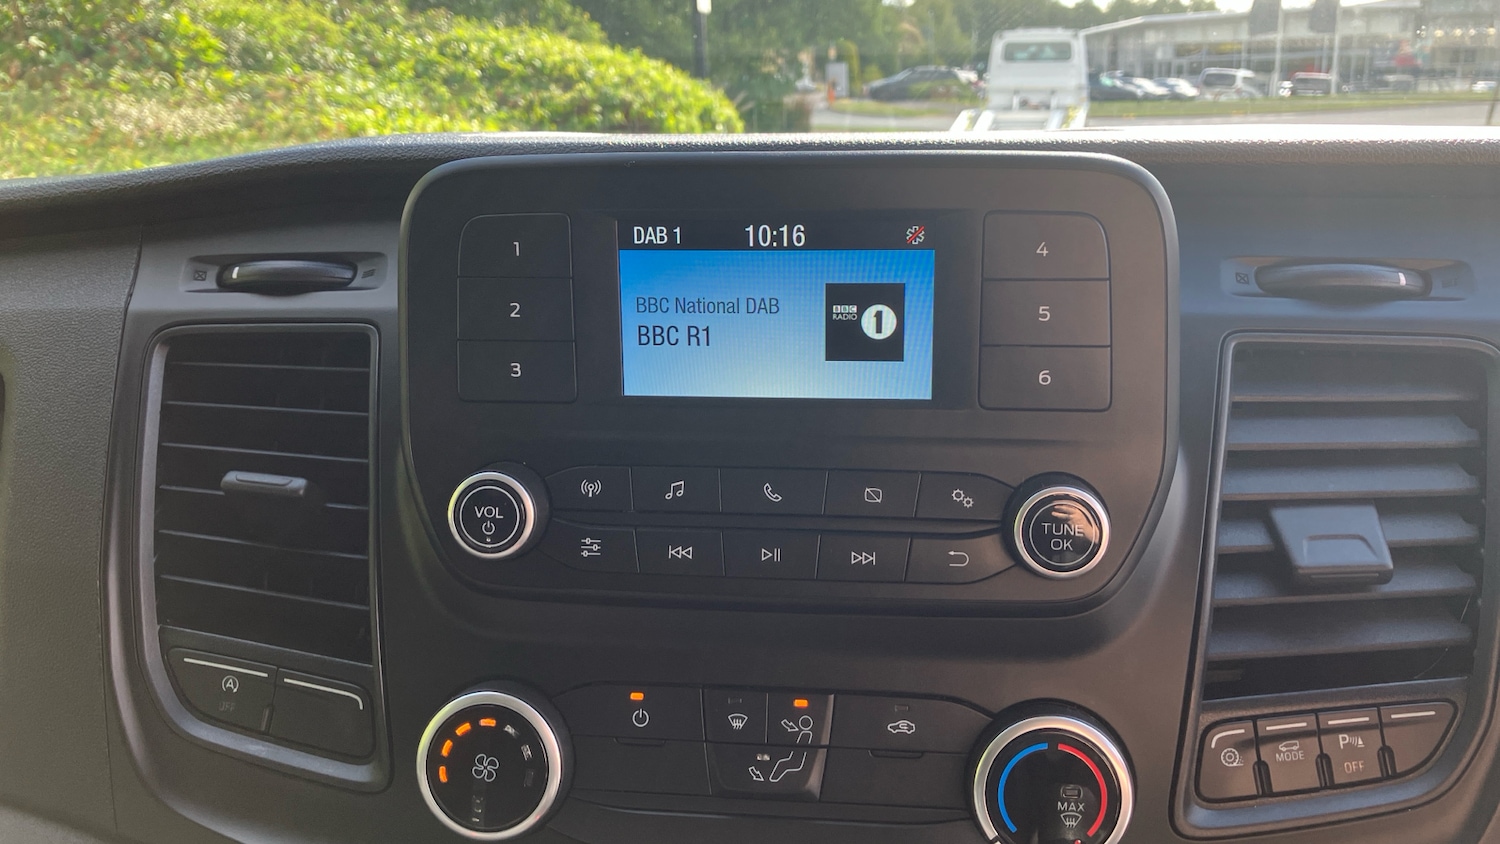 DAB 1
10:16
1
2
3
BBC National DAB
BBC R1
BBC
RADIO
1
4
5
6
VOL
TUNE
OK
A
OFF
MODE
P
OFF
MAX